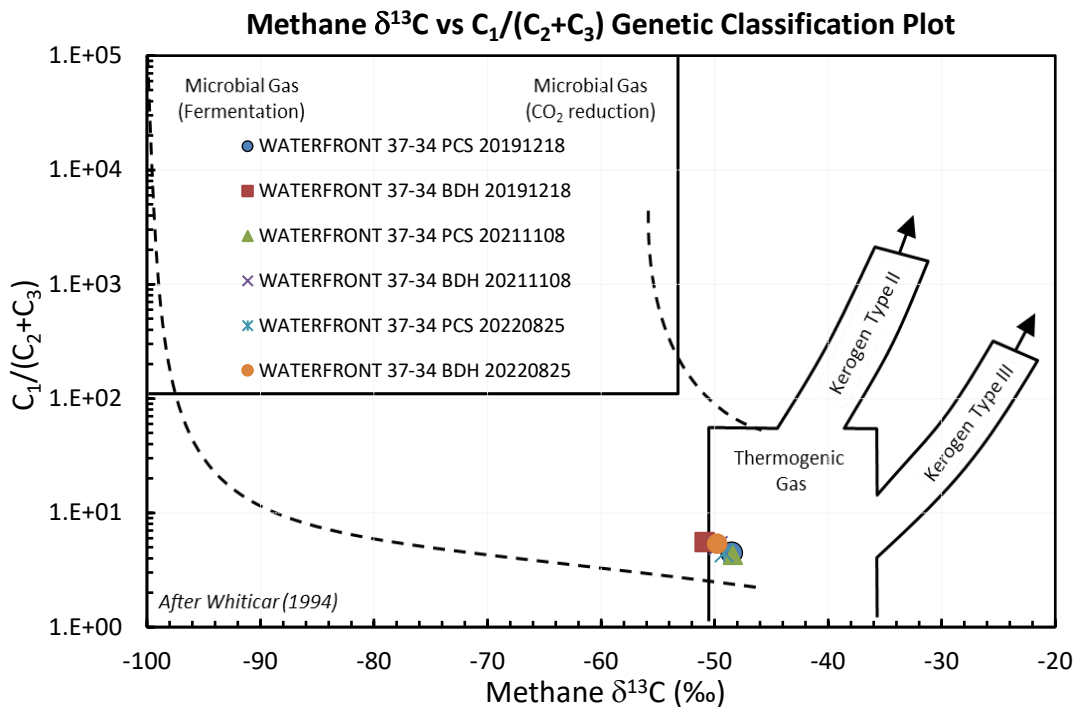 Methane δ¹³C vs C₁/(C₂+C₃) Genetic Classification Plot
C₁/(C₂+C₃)
1.E+05
1.E+04
1.E+03
1.E+02
1.E+01
1.E+00
Microbial Gas
(Fermentation)
Microbial Gas
(CO₂ reduction)
WATERFRONT 37-34 PCS 20191218
WATERFRONT 37-34 BDH 20191218
WATERFRONT 37-34 PCS 20211108
WATERFRONT 37-34 BDH 20211108
WATERFRONT 37-34 PCS 20220825
WATERFRONT 37-34 BDH 20220825
Kerogen Type II
Kerogen Type III
Thermogenic
Gas
After Whiticar (1994)
-100 -90 -80 -70 -60 -50 -40 -30 -20
Methane δ¹³C (‰)